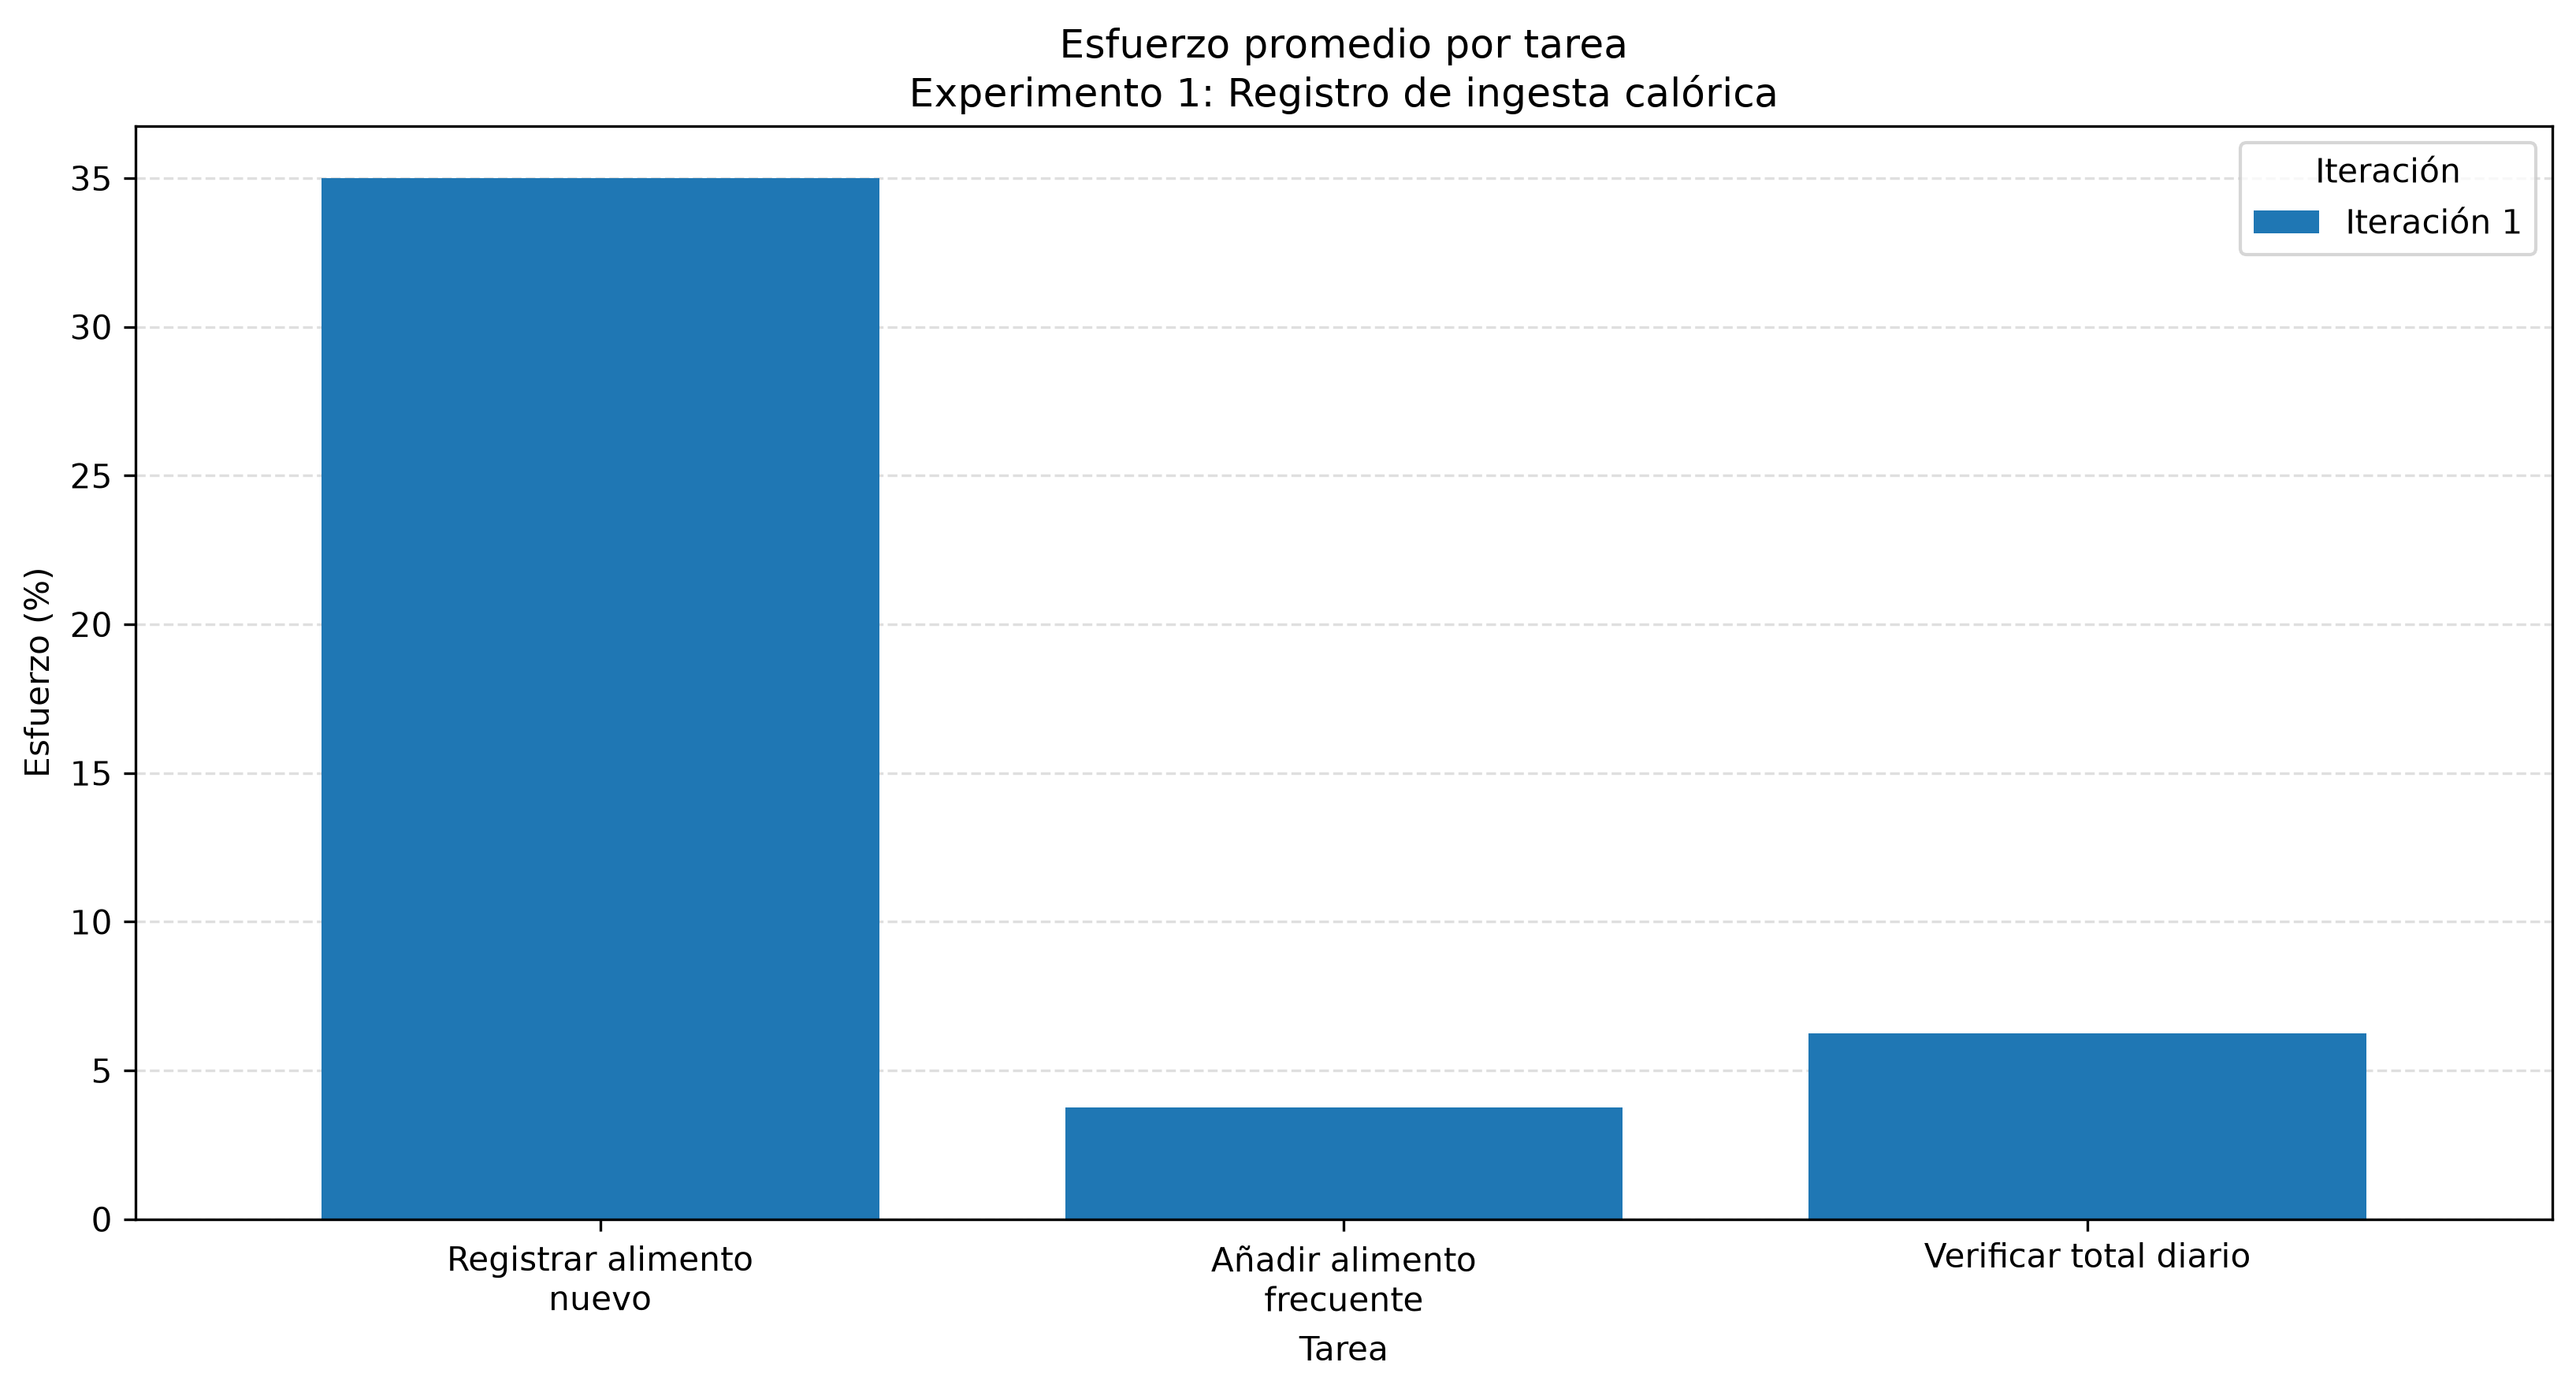 Esfuerzo promedio por tarea
Experimento 1: Registro de ingesta calórica
Iteración
Iteración 1
Esfuerzo (%)
35
30
25
20
15
10
5
0
Registrar alimento
nuevo
Añadir alimento
frecuente
Verificar total diario
Tarea